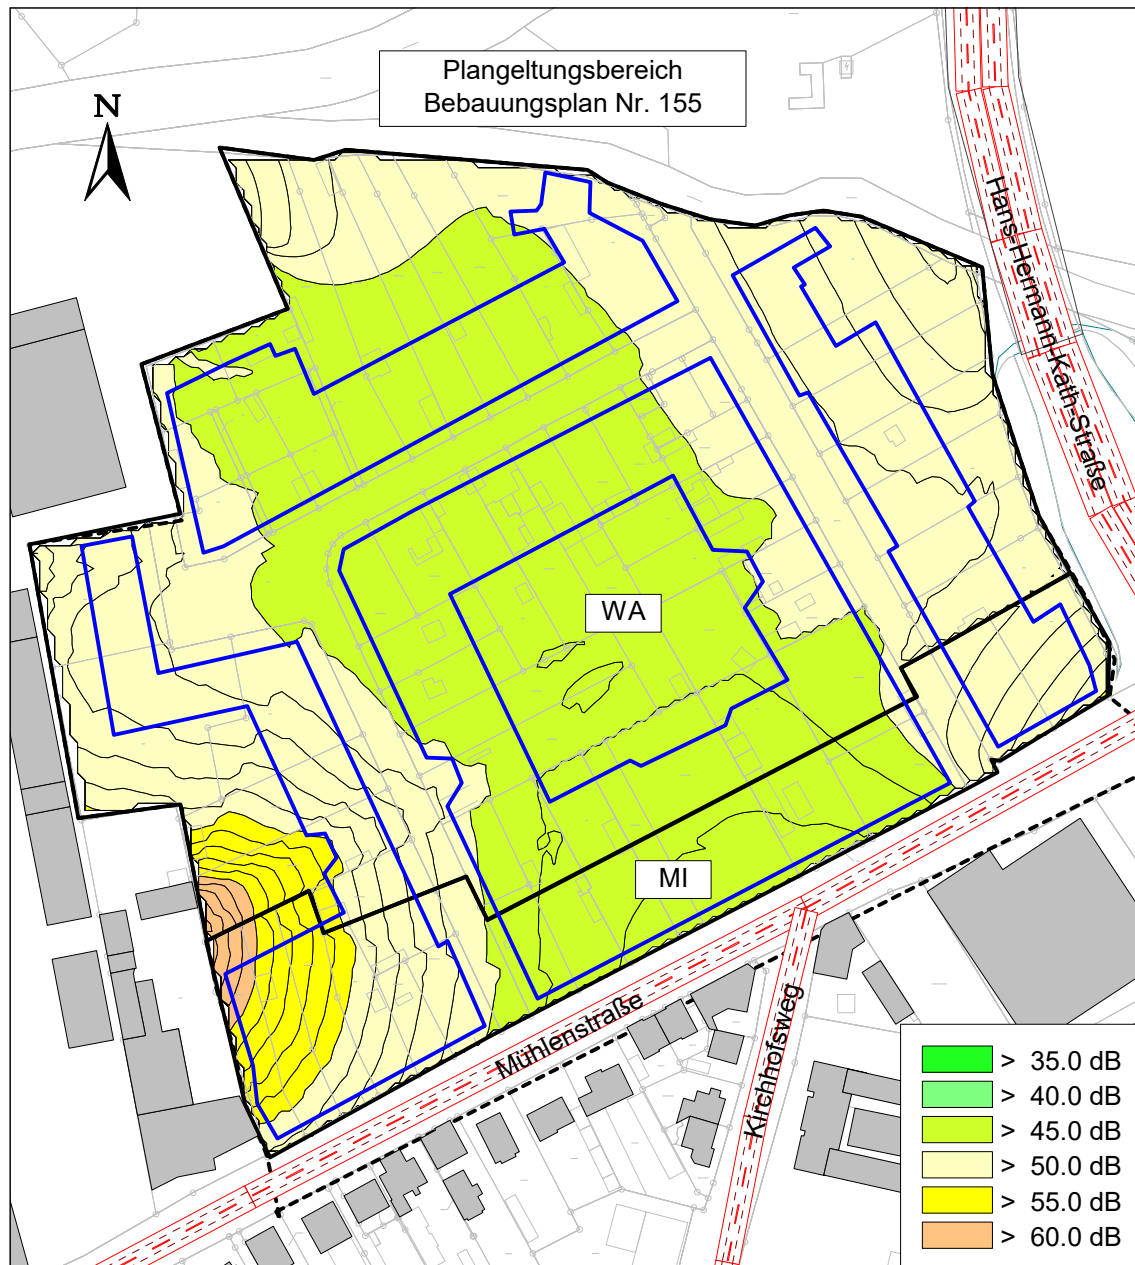 Plangeltungsbereich
Bebauungsplan Nr. 155
N
Hans-Hermann-Kath-Straße
WA
MI
Mühlenstraße
Kirchhofsweg
> 35.0 dB
> 40.0 dB
> 45.0 dB
> 50.0 dB
> 55.0 dB
> 60.0 dB